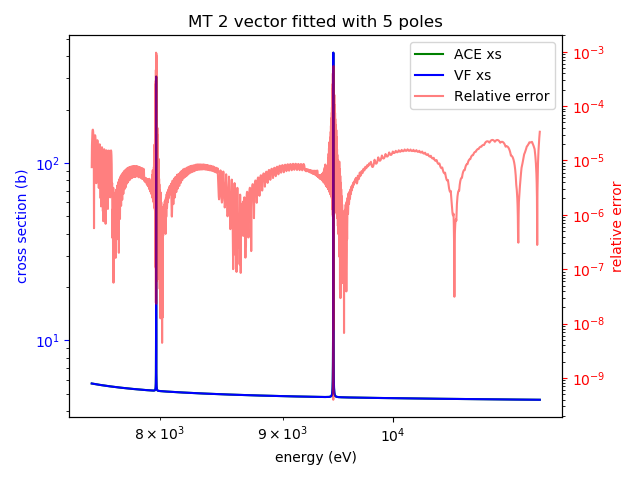 MT 2 vector fitted with 5 poles
ACE xs
VF xs
Relative error
cross section (b)
10²
10¹
relative error
10⁻³
10⁻⁴
10⁻⁵
10⁻⁶
10⁻⁷
10⁻⁸
10⁻⁹
8 × 10³
9 × 10³
10⁴
energy (eV)